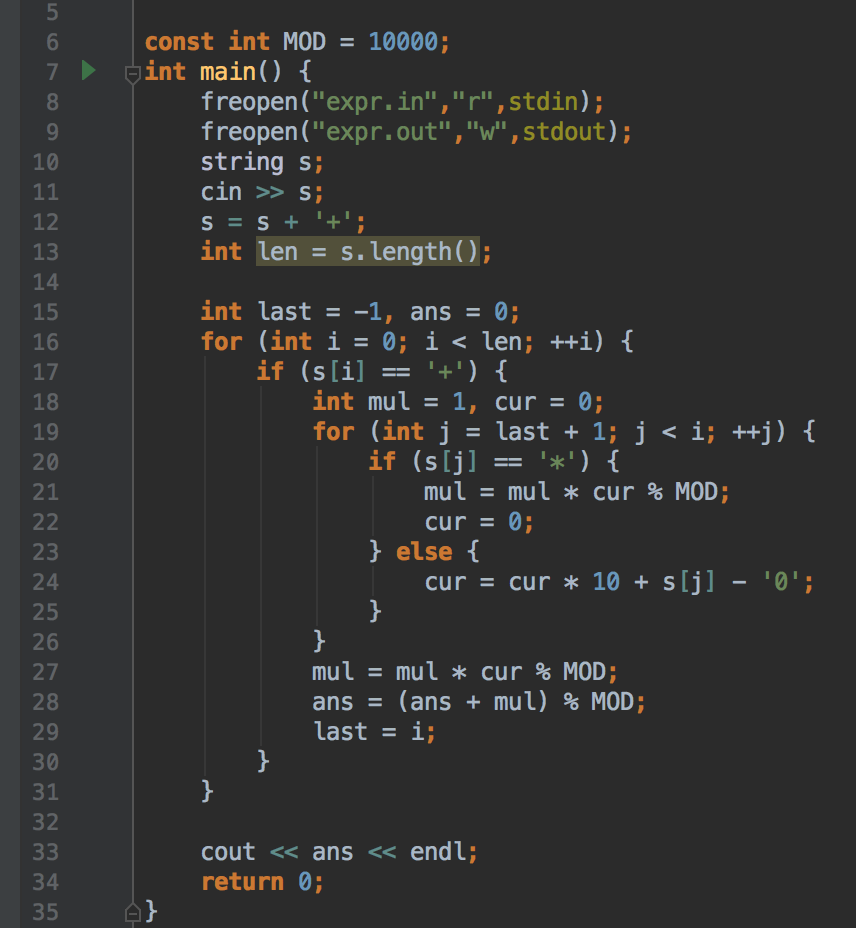 5
6 const int MOD = 10000;
7 int main() {
8 freopen("expr.in","r",stdin);
9 freopen("expr.out","w",stdout);
10 string s;
11 cin >> s;
12 s = s + '+';
13 int len = s.length();
14
15 int last = -1, ans = 0;
16 for (int i = 0; i < len; ++i) {
17 if (s[i] == '+') {
18 int mul = 1, cur = 0;
19 for (int j = last + 1; j < i; ++j) {
20 if (s[j] == '*') {
21 mul = mul * cur % MOD;
22 cur = 0;
23 } else {
24 cur = cur * 10 + s[j] - '0';
25 }
26 }
27 mul = mul * cur % MOD;
28 ans = (ans + mul) % MOD;
29 last = i;
30 }
31 }
32
33 cout << ans << endl;
34 return 0;
35 }